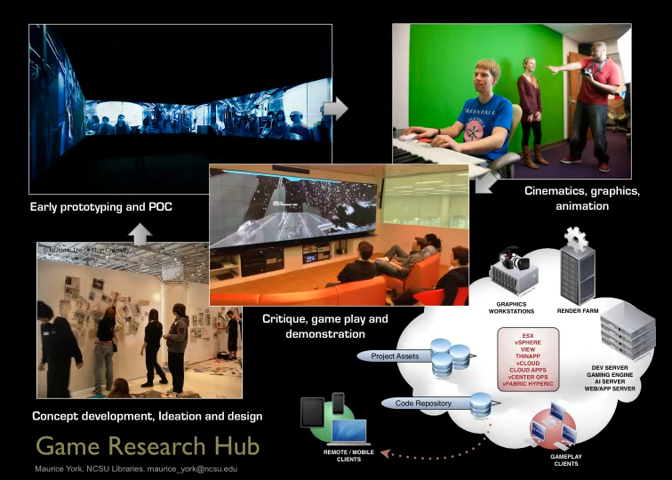 Early prototyping and POC
Cinematics, graphics,
animation
Critique, game play and
demonstration
Concept development, Ideation and design
GRAPHICS
WORKSTATIONS
RENDER FARM
ESX
vSPHERE
VIEW
THINAPP
vCLOUD
CLOUD APPS
vCENTER OPS
vFABRIC HYPERIC
DEV SERVER
GAMING ENGINE
AI SERVER
WEB/APP SERVER
Project Assets
Code Repository
REMOTE / MOBILE
CLIENTS
GAMEPLAY
CLIENTS
Game Research Hub
Maurice York. NCSU Libraries. maurice_york@ncsu.edu